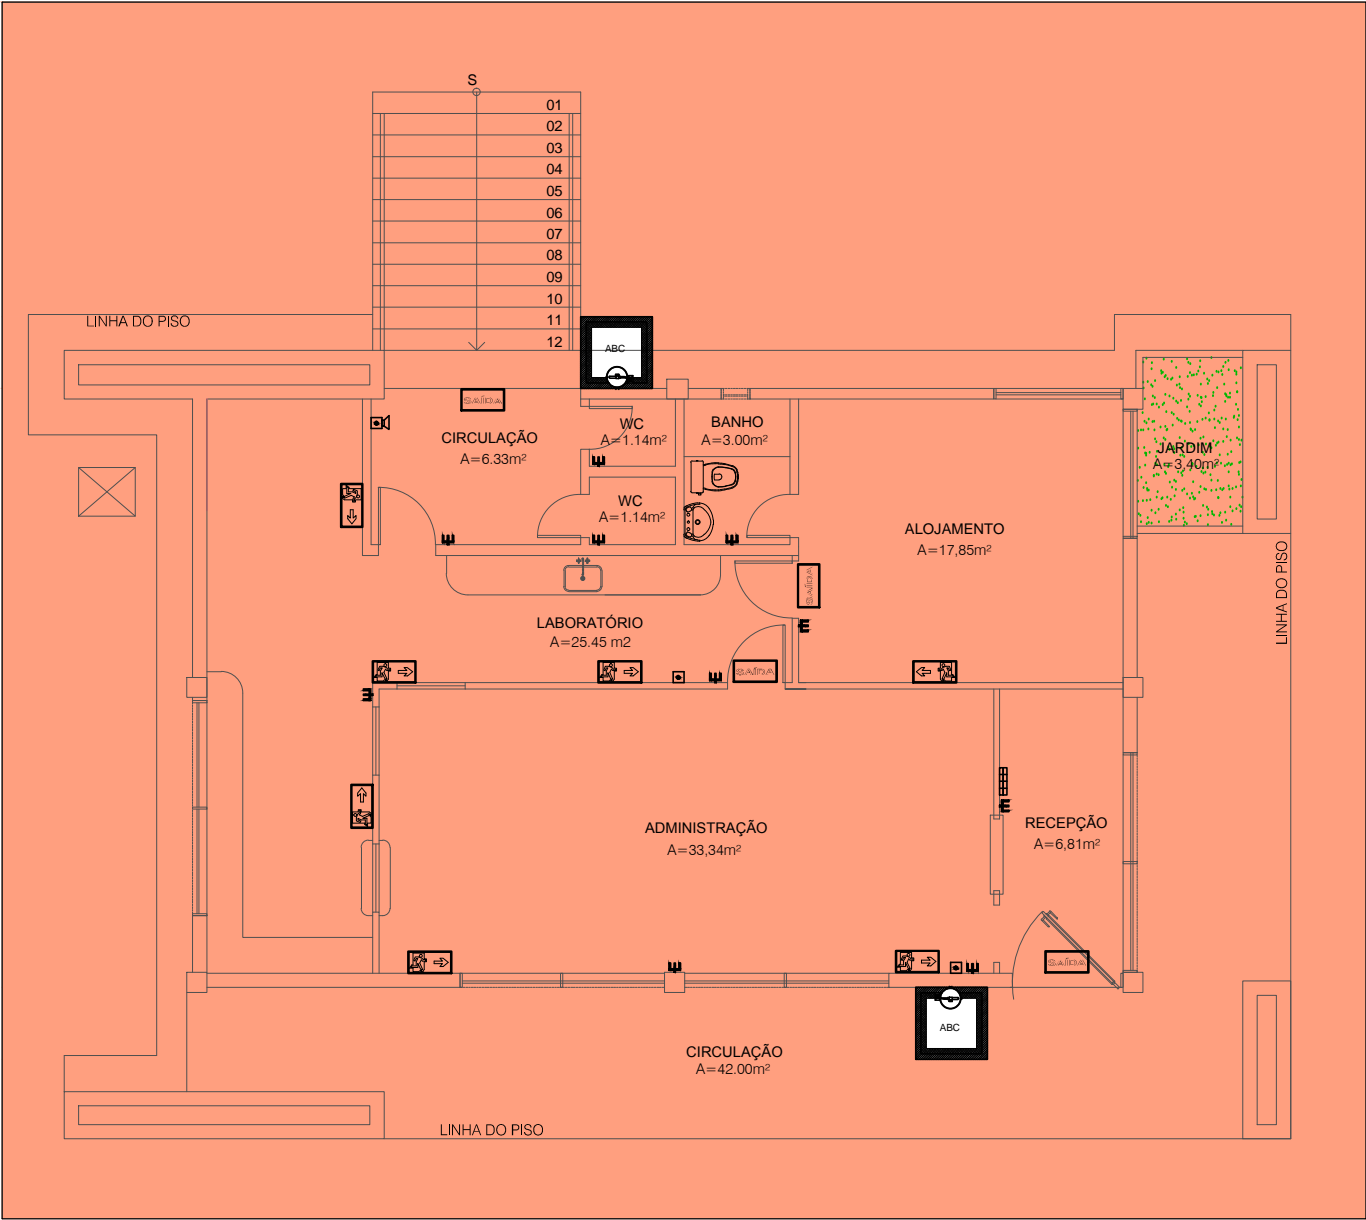 S
01
02
03
04
05
06
07
08
09
10
11
12
LINHA DO PISO
ABC
SAÍDA
CIRCULAÇÃO
A=6.33m²
WC
A=1.14m²
BANHO
A=3.00m²
JARDIM
A=3,40m²
WC
A=1.14m²
ALOJAMENTO
A=17,85m²
LINHA DO PISO
SAÍDA
LABORATÓRIO
A=25.45 m2
SAÍDA
ADMINISTRAÇÃO
A=33,34m²
RECEPÇÃO
A=6,81m²
SAÍDA
ABC
CIRCULAÇÃO
A=42.00m²
LINHA DO PISO